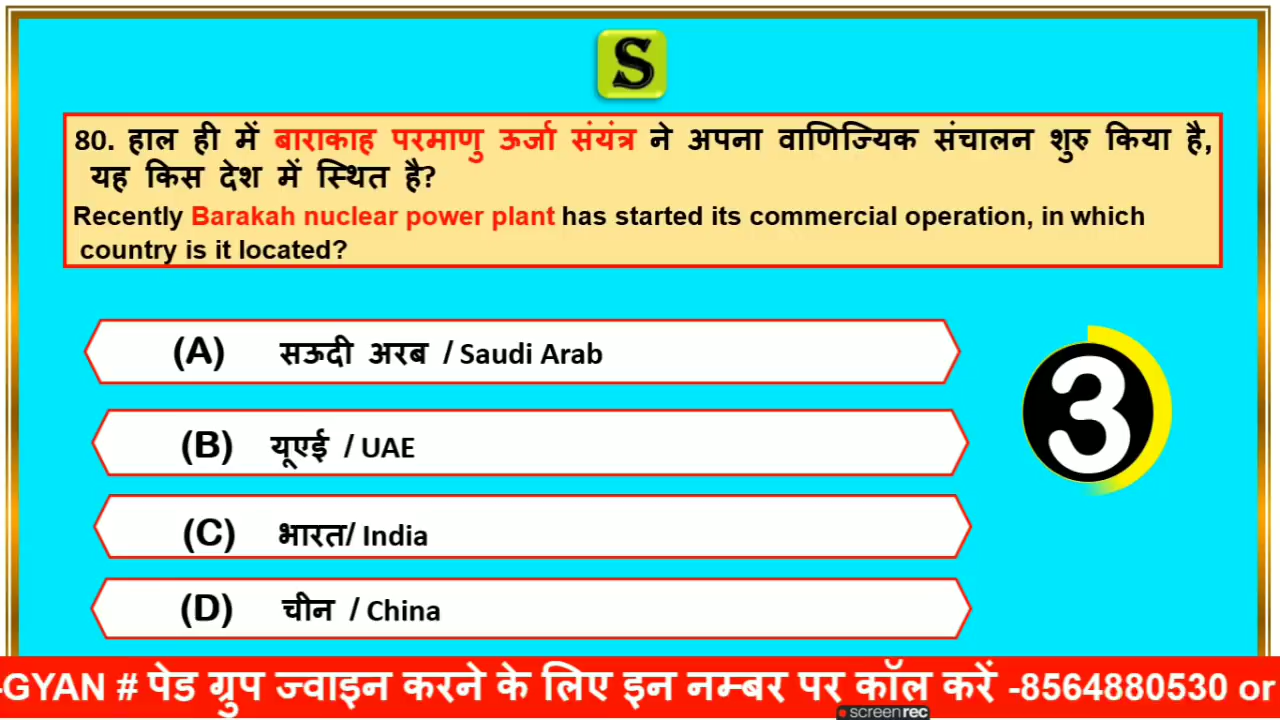 S
80. हाल ही में बाराकाह परमाणु ऊर्जा संयंत्र ने अपना वाणिज्यिक संचालन शुरु किया है,
यह किस देश में स्थित है?
Recently Barakah nuclear power plant has started its commercial operation, in which
country is it located?
(A) सऊदी अरब / Saudi Arab
(B) यूएई / UAE
(C) भारत/ India
(D) चीन / China
3
-GYAN # पेड ग्रुप ज्वाइन करने के लिए इन नम्बर पर कॉल करें -8564880530 or
screenrec